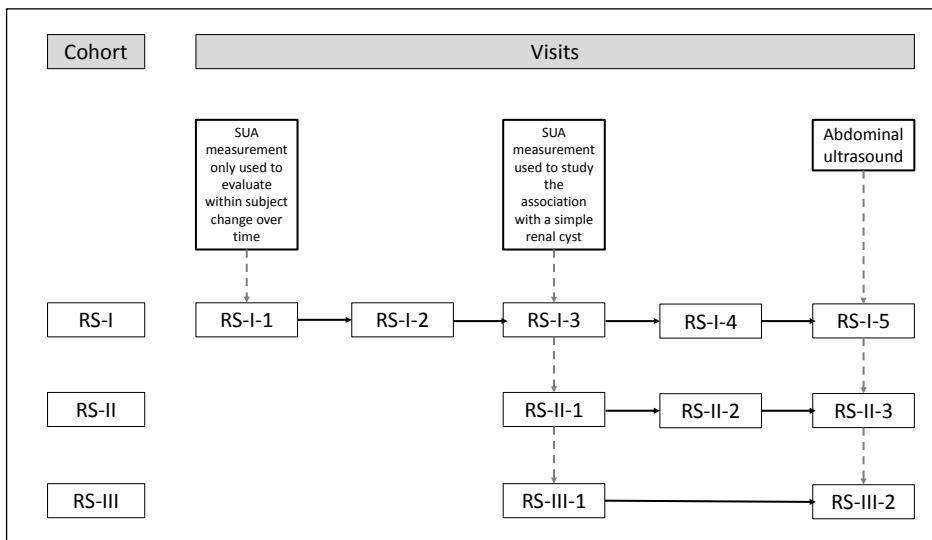 Cohort
Visits
SUA
measurement
only used to
evaluate
within subject
change over
time
SUA
measurement
used to study
the
association
with a simple
renal cyst
Abdominal
ultrasound
RS-I
RS-I-1
RS-I-2
RS-I-3
RS-I-4
RS-I-5
RS-II
RS-II-1
RS-II-2
RS-II-3
RS-III
RS-III-1
RS-III-2